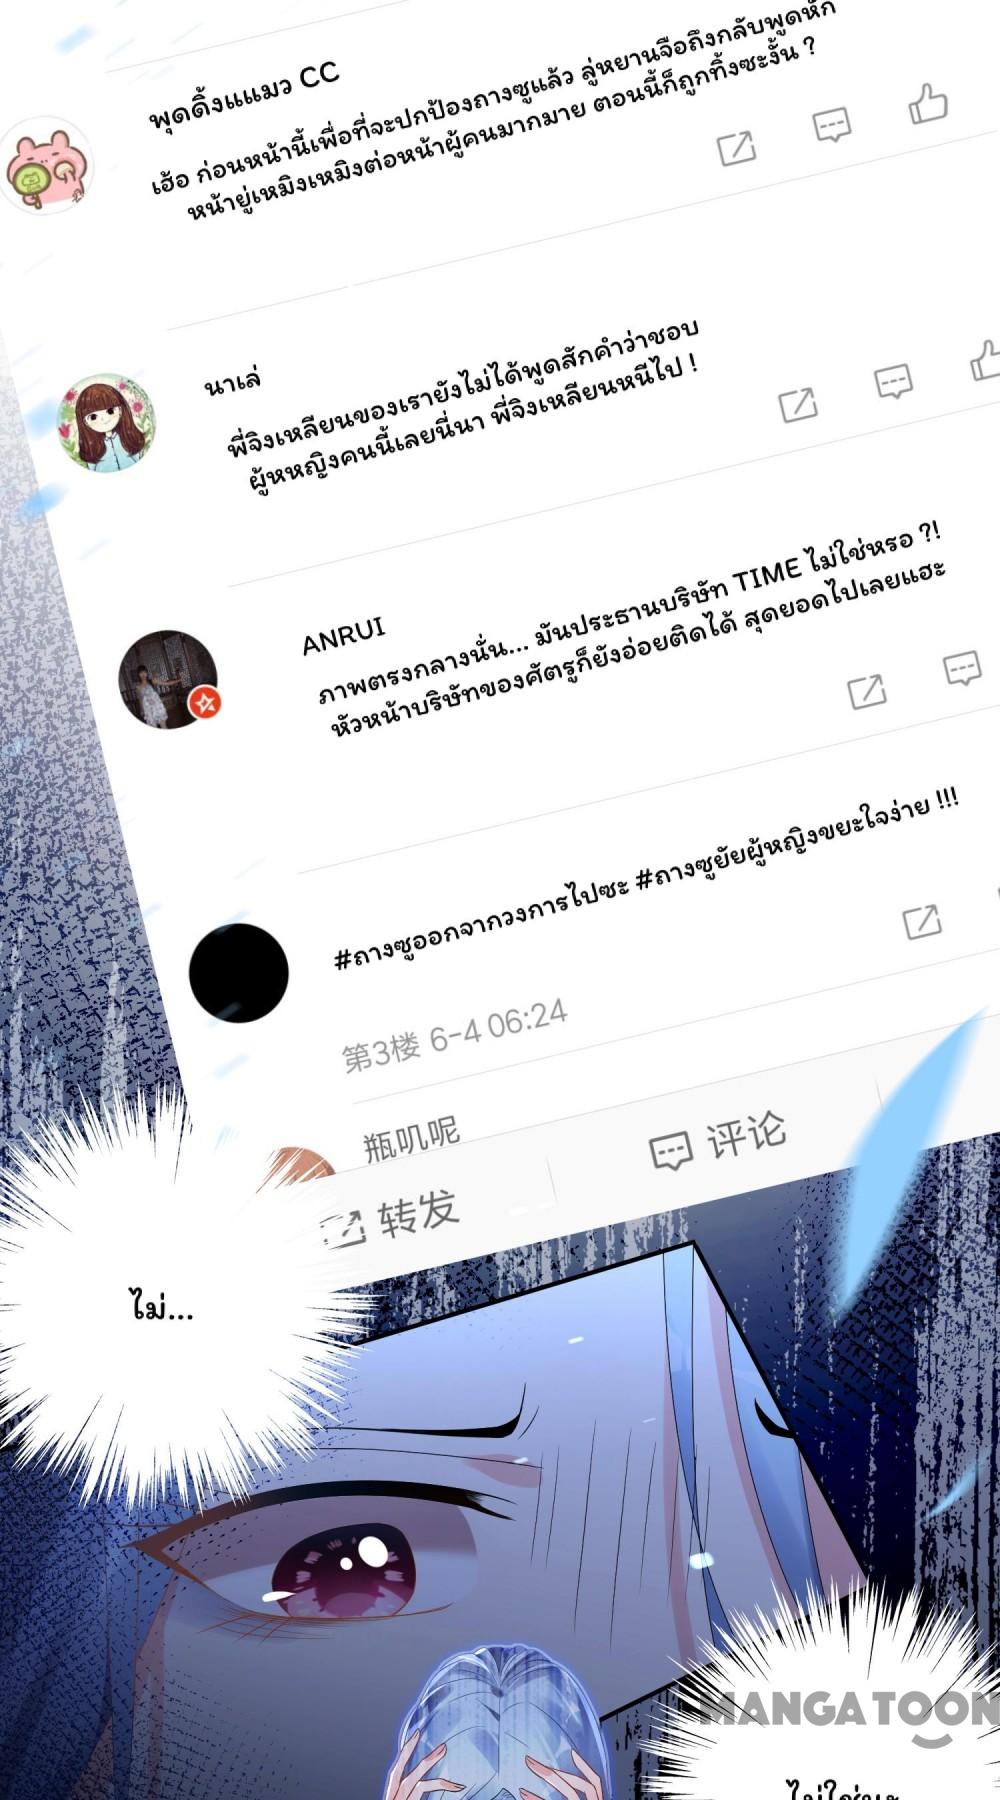 พุดดิ้งแแมว CC
เฮ้อ ก่อนหน้านี้เพื่อที่จะปกป้องถางซูแล้ว ลู่หยานจือถึงกลับพูดหัก
หน้ายู่เหมิงเหมิงต่อหน้าผู้คนมากมาย ตอนนี้ก็ถูกทิ้งซะงั้น ?
นาเล่
พี่จิงเหลียนของเรายังไม่ได้พูดสักคำว่าชอบ
ผู้หหญิงคนนี้เลยนี่นา พี่จิงเหลียนหนีไป !
ANRUI
ภาพตรงกลางนั่น... มันประธานบริษัท TIME ไม่ใช่หรอ ?!
หัวหน้าบริษัทของศัตรูก็ยังอ่อยติดได้ สุดยอดไปเลยแฮะ
#ถางซูออกจากวงการไปซะ #ถางซูยัยผู้หญิงขยะใจง่าย !!!
第3楼 6-4 06:24
瓶叽呢
评论
转发
ไม่...
MANGATOON